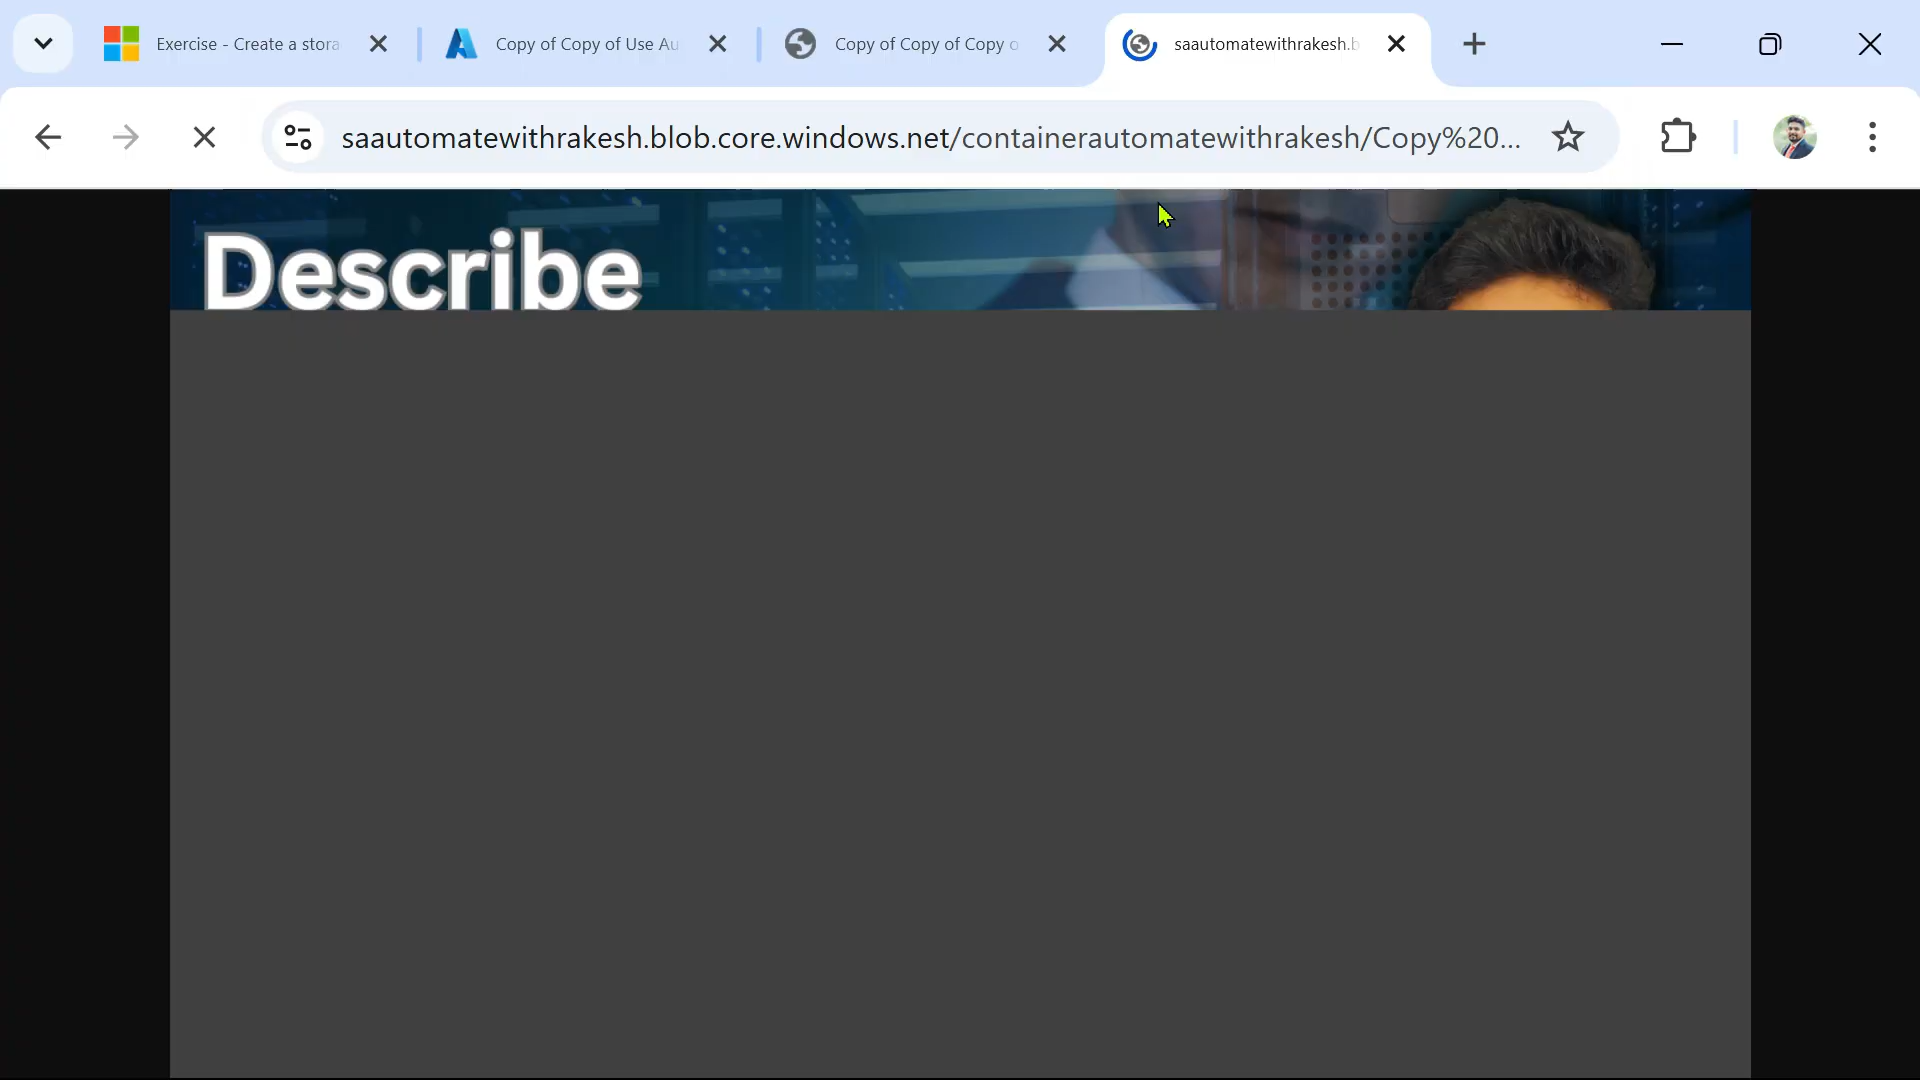 Exercise - Create a stora
Copy of Copy of Use Au
Copy of Copy of Copy o
saautomatewithrakesh.b
saautomatewithrakesh.blob.core.windows.net/containerautomatewithrakesh/Copy%20...
Describe